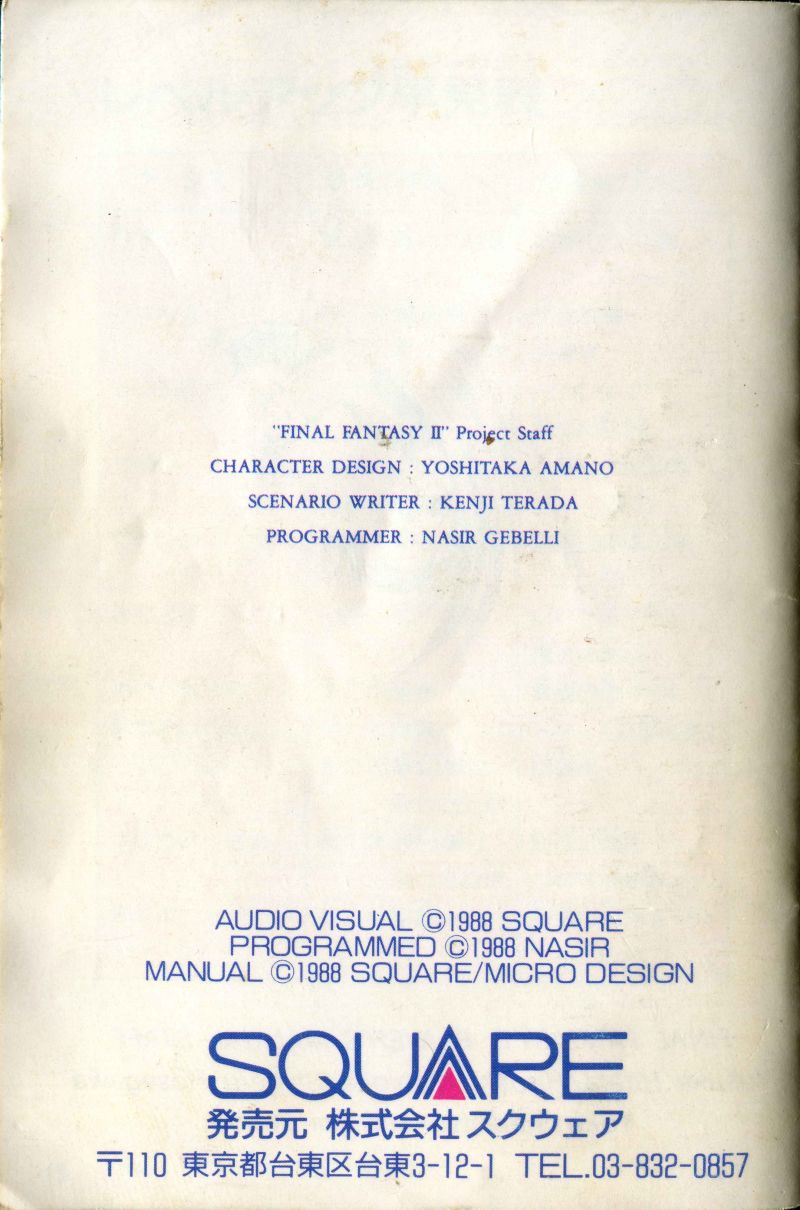 "FINAL FANTASY II" Project Staff
CHARACTER DESIGN : YOSHITAKA AMANO
SCENARIO WRITER : KENJI TERADA
PROGRAMMER : NASIR GEBELLI
AUDIO VISUAL ©1988 SQUARE
PROGRAMMED ©1988 NASIR
MANUAL ©1988 SQUARE/MICRO DESIGN
SQUARE
発売元 株式会社スクウェア
〒110 東京都台東区台東3-12-1 TEL.03-832-0857